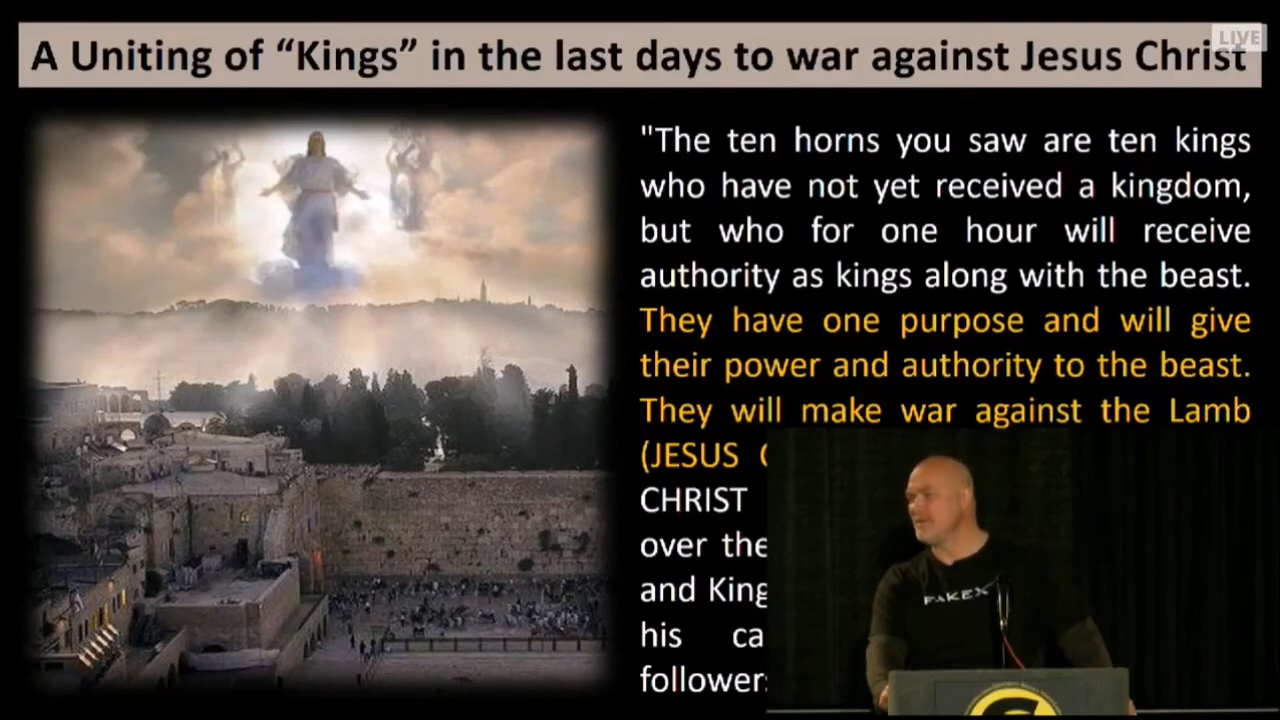 LIVE
A Uniting of “Kings” in the last days to war against Jesus Christ
"The ten horns you saw are ten kings
who have not yet received a kingdom,
but who for one hour will receive
authority as kings along with the beast.
They have one purpose and will give
their power and authority to the beast.
They will make war against the Lamb
(JESUS
CHRIST
over the
and King
his ca
follower
FAKEX